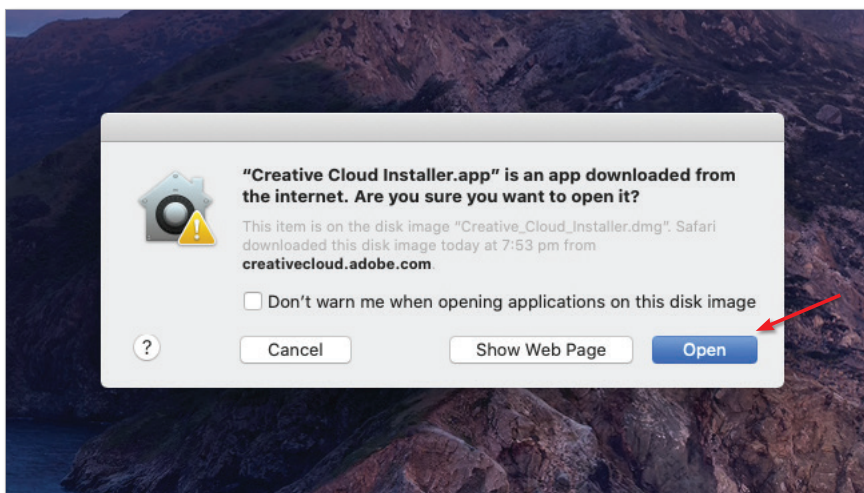 “Creative Cloud Installer.app” is an app downloaded from
the internet. Are you sure you want to open it?
This item is on the disk image “Creative_Cloud_Installer.dmg”. Safari
downloaded this disk image today at 7:53 pm from
creativecloud.adobe.com.
Don’t warn me when opening applications on this disk image
? Cancel Show Web Page Open